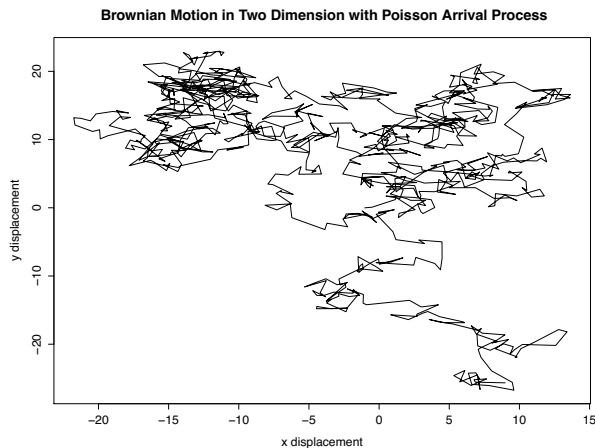 Brownian Motion in Two Dimension with Poisson Arrival Process
y displacement
20
10
0
−10
−20
−20 −15 −10 −5 0 5 10 15
x displacement